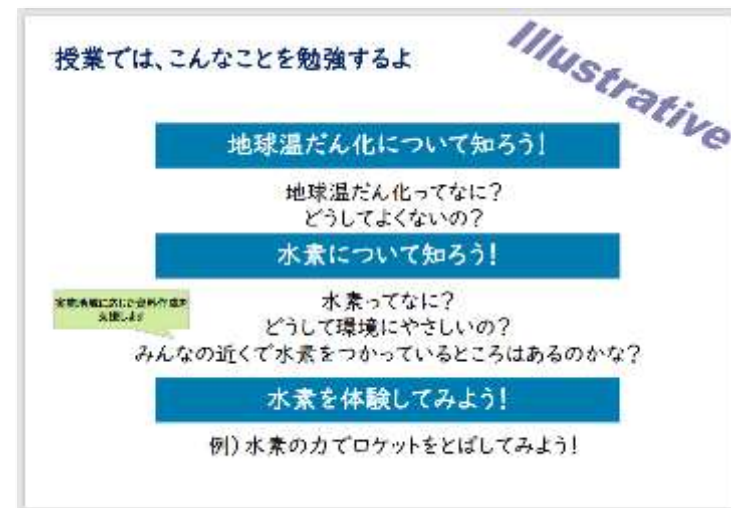 授業では、こんなことを勉強するよ
Illustrative
地球温だん化について知ろう!
地球温だん化ってなに?
どうしてよくないの?
水素について知ろう!
水素ってなに?
どうして環境にやさしいの?
みんなの近くで水素をつかっているところはあるのかな?
支援します
水素を体験してみよう!
例) 水素の力でロケットをとばしてみよう!